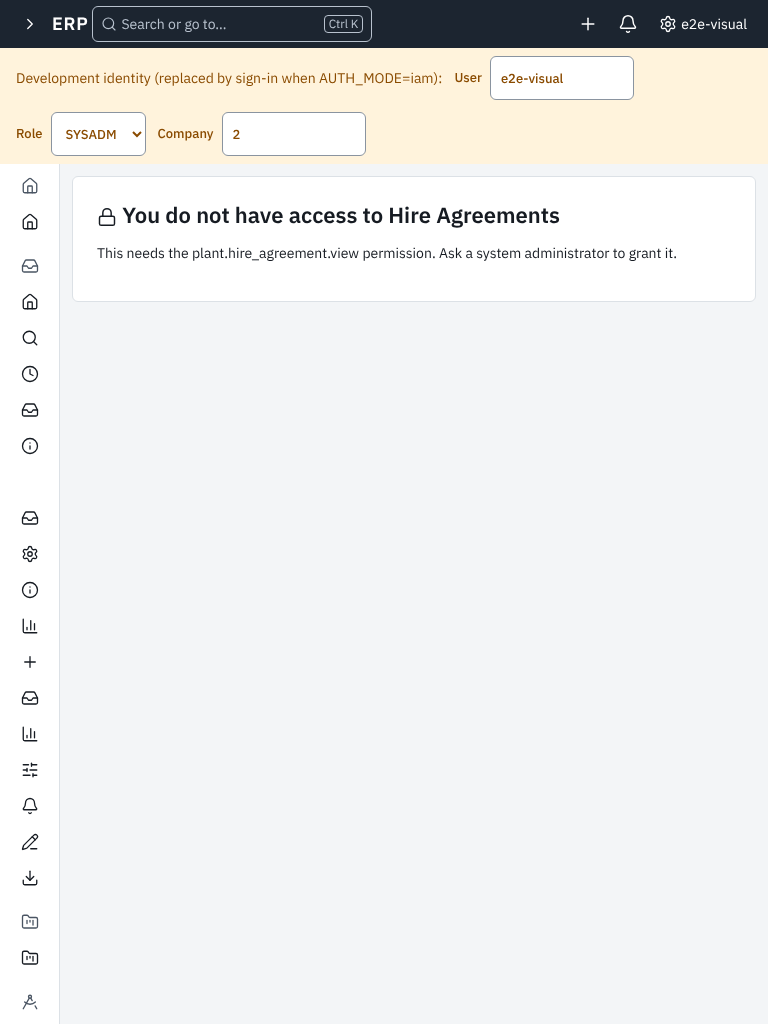 ERP Search or go to... Ctrl K e2e-visual
Development identity (replaced by sign-in when AUTH_MODE=iam): User e2e-visual
Role SYSADM Company 2
You do not have access to Hire Agreements
This needs the plant.hire_agreement.view permission. Ask a system administrator to grant it.